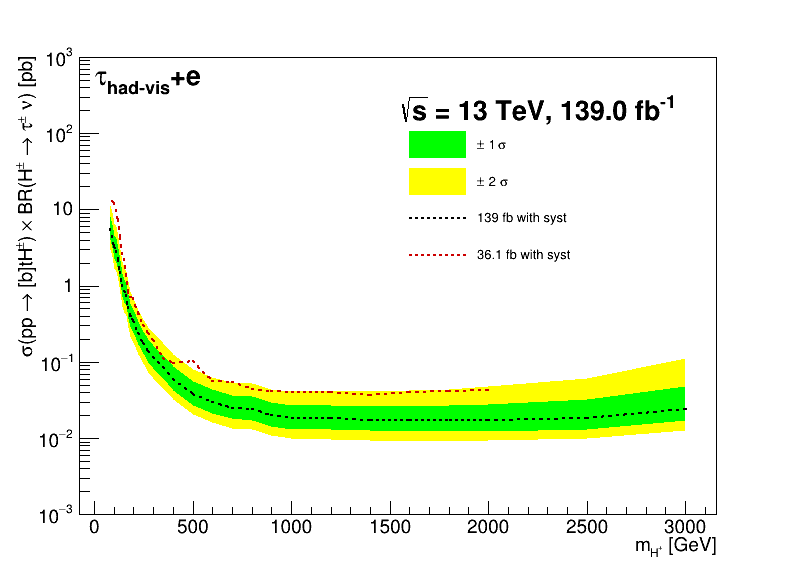 τhad-vis+e
√s = 13 TeV, 139.0 fb⁻¹
± 1 σ
± 2 σ
139 fb with syst
36.1 fb with syst
σ(pp → [b]tH±) × BR(H± → τ± ν) [pb]
10³
10²
10
1
10⁻¹
10⁻²
10⁻³
0 500 1000 1500 2000 2500 3000
mH⁺ [GeV]